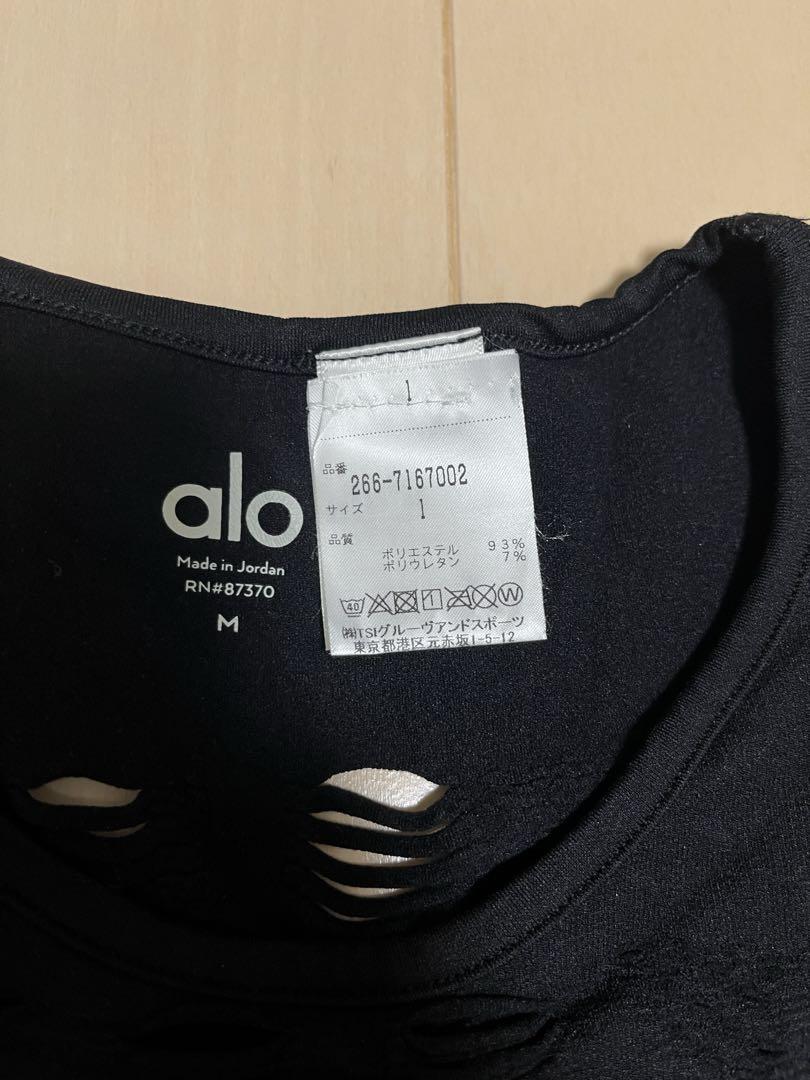 alo
Made in Jordan
RN#87370
M
1
品番 266-7167002
サイズ 1
品質
ポリエステル 93%
ポリウレタン 7%
40 1 W
㈱TSIグルーヴアンドスポーツ
東京都港区元赤坂1-5-12